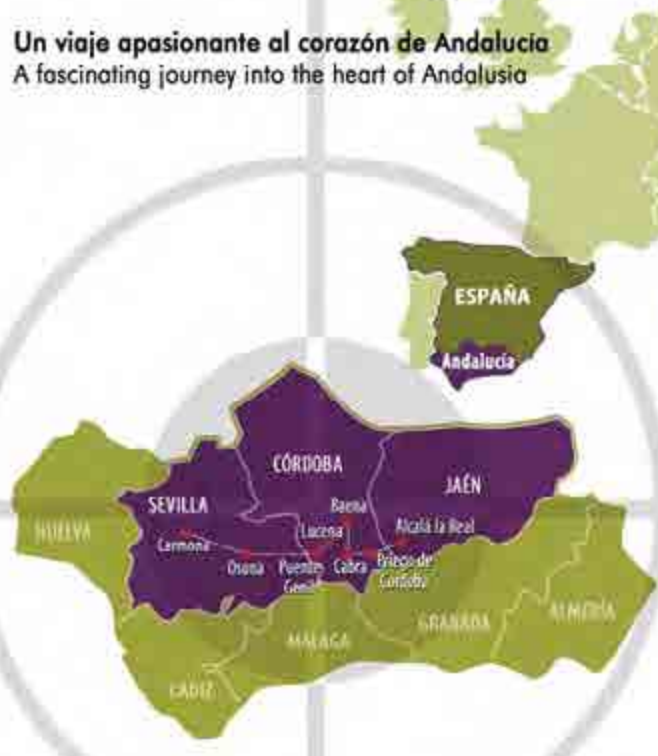 Un viaje apasionante al corazón de Andalucía
A fascinating journey into the heart of Andalusia
ESPAÑA
Andalucía
CÓRDOBA
JAÉN
SEVILLA
Baena
HUELVA
Lucena
Alcalá la Real
Carmona
Osuna
Puente
Genil
Cabra
Priego de
Córdoba
GRANADA
ALMERÍA
MÁLAGA
CÁDIZ